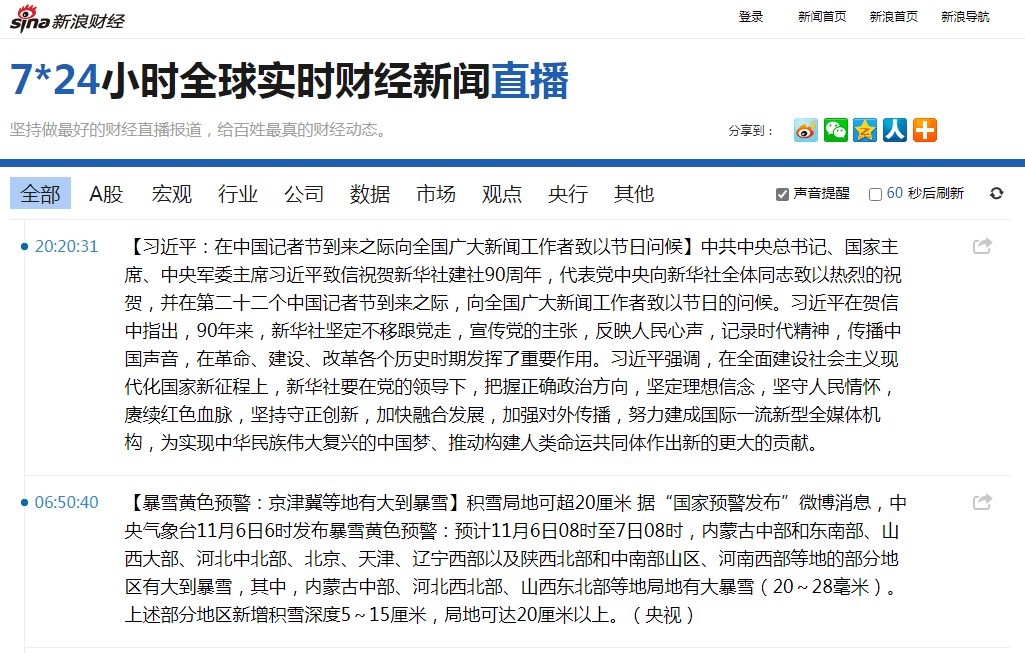 sina新浪财经
登录 新闻首页 新浪首页 新浪导航
7*24小时全球实时财经新闻直播
坚持做最好的财经直播报道，给百姓最真的财经动态。
分享到：
全部 A股 宏观 行业 公司 数据 市场 观点 央行 其他
声音提醒 60 秒后刷新
20:20:31 【习近平：在中国记者节到来之际向全国广大新闻工作者致以节日问候】中共中央总书记、国家主
席、中央军委主席习近平致信祝贺新华社建社90周年，代表党中央向新华社全体同志致以热烈的祝
贺，并在第二十二个中国记者节到来之际，向全国广大新闻工作者致以节日的问候。习近平在贺信
中指出，90年来，新华社坚定不移跟党走，宣传党的主张，反映人民心声，记录时代精神，传播中
国声音，在革命、建设、改革各个历史时期发挥了重要作用。习近平强调，在全面建设社会主义现
代化国家新征程上，新华社要在党的领导下，把握正确政治方向，坚定理想信念，坚守人民情怀，
赓续红色血脉，坚持守正创新，加快融合发展，加强对外传播，努力建成国际一流新型全媒体机
构，为实现中华民族伟大复兴的中国梦、推动构建人类命运共同体作出新的更大的贡献。
06:50:40 【暴雪黄色预警：京津冀等地有大到暴雪】积雪局地可超20厘米 据“国家预警发布”微博消息，中
央气象台11月6日6时发布暴雪黄色预警：预计11月6日08时至7日08时，内蒙古中部和东南部、山
西大部、河北中北部、北京、天津、辽宁西部以及陕西北部和中南部山区、河南西部等地的部分地
区有大到暴雪，其中，内蒙古中部、河北西北部、山西东北部等地局地有大暴雪（20～28毫米）。
上述部分地区新增积雪深度5～15厘米，局地可达20厘米以上。（央视）